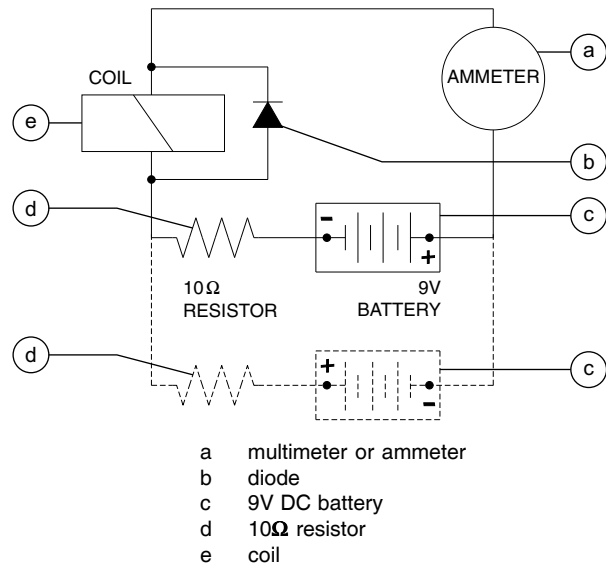 a
COIL
AMMETER
e
b
d
- +
c
10Ω 9V
RESISTOR BATTERY
d
+ -
c
a multimeter or ammeter
b diode
c 9V DC battery
d 10Ω resistor
e coil